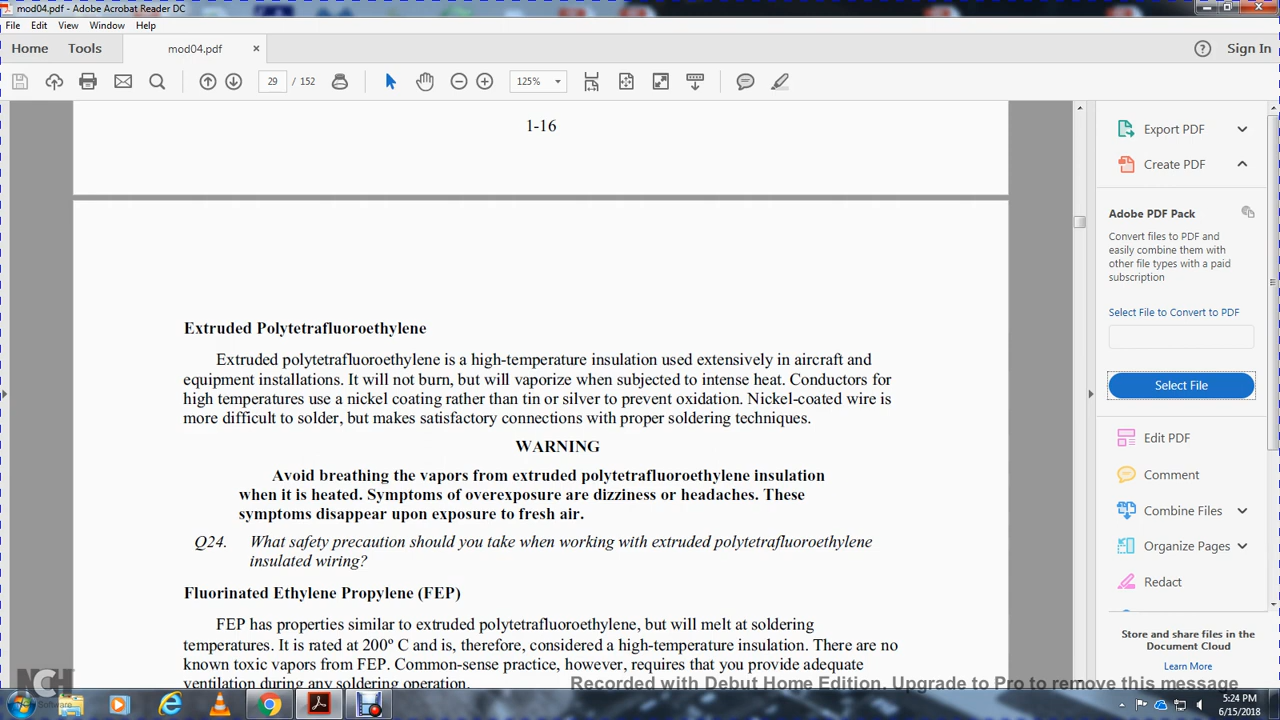 mod04.pdf - Adobe Acrobat Reader DC
File Edit View Window Help
Home Tools mod04.pdf × Sign In
29 / 152 125%
1-16
Extruded Polytetrafluoroethylene
Extruded polytetrafluoroethylene is a high-temperature insulation used extensively in aircraft and
equipment installations. It will not burn, but will vaporize when subjected to intense heat. Conductors for
high temperatures use a nickel coating rather than tin or silver to prevent oxidation. Nickel-coated wire is
more difficult to solder, but makes satisfactory connections with proper soldering techniques.
WARNING
Avoid breathing the vapors from extruded polytetrafluoroethylene insulation
when it is heated. Symptoms of overexposure are dizziness or headaches. These
symptoms disappear upon exposure to fresh air.
Q24. What safety precaution should you take when working with extruded polytetrafluoroethylene
insulated wiring?
Fluorinated Ethylene Propylene (FEP)
FEP has properties similar to extruded polytetrafluoroethylene, but will melt at soldering
temperatures. It is rated at 200º C and is, therefore, considered a high-temperature insulation. There are no
known toxic vapors from FEP. Common-sense practice, however, requires that you provide adequate
ventilation during any soldering operation.
Export PDF
Create PDF
Adobe PDF Pack
Convert files to PDF and
easily combine them with
other file types with a paid
subscription
Select File to Convert to PDF
Select File
Edit PDF
Comment
Combine Files
Organize Pages
Redact
Store and share files in the
Document Cloud
Learn More
NCH Software
Recorded with Debut Home Edition. Upgrade to Pro to remove this message
5:24 PM
6/15/2018